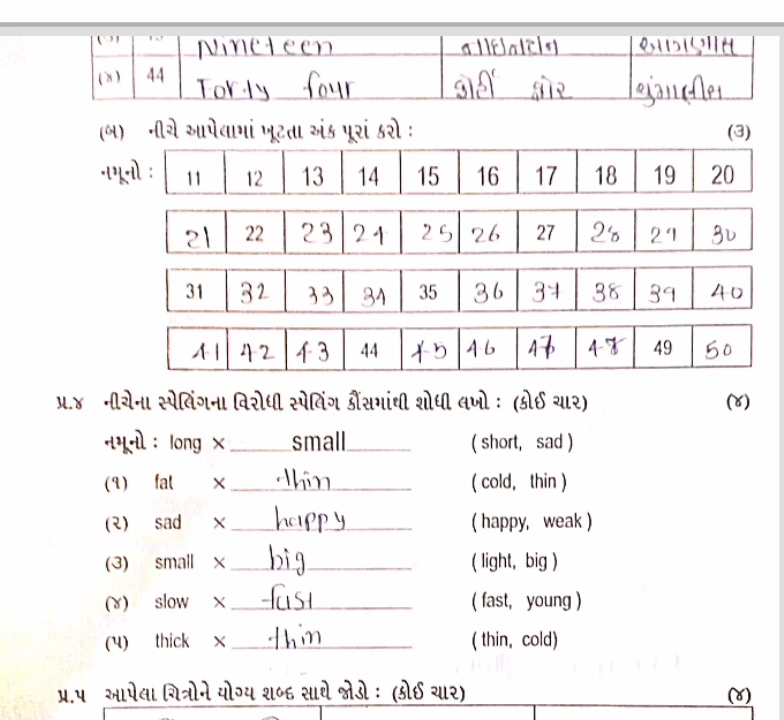 Nineteen નાઇનટીન
(૪) 44 Forty four ફોર્ટી ફોર
(બ) નીચે આપેલામાં ખૂટતા અંક પૂરાં કરો : (૩)
નમૂનો : 11 12 13 14 15 16 17 18 19 20
21 22 23 24 25 26 27 28 29 30
31 32 33 34 35 36 37 38 39 40
41 42 43 44 45 46 47 48 49 50
પ્ર.૪ નીચેના સ્પેલિંગના વિરોધી સ્પેલિંગ કૌંસમાંથી શોધી લખો : (કોઈ ચાર) (૪)
નમૂનો : long × small ( short, sad )
(૧) fat × thin ( cold, thin )
(૨) sad × happy ( happy, weak )
(૩) small × big ( light, big )
(૪) slow × fast ( fast, young )
(૫) thick × thin ( thin, cold)
પ્ર.૫ આપેલા ચિત્રોને યોગ્ય શબ્દ સાથે જોડો : (કોઈ ચાર) (૪)